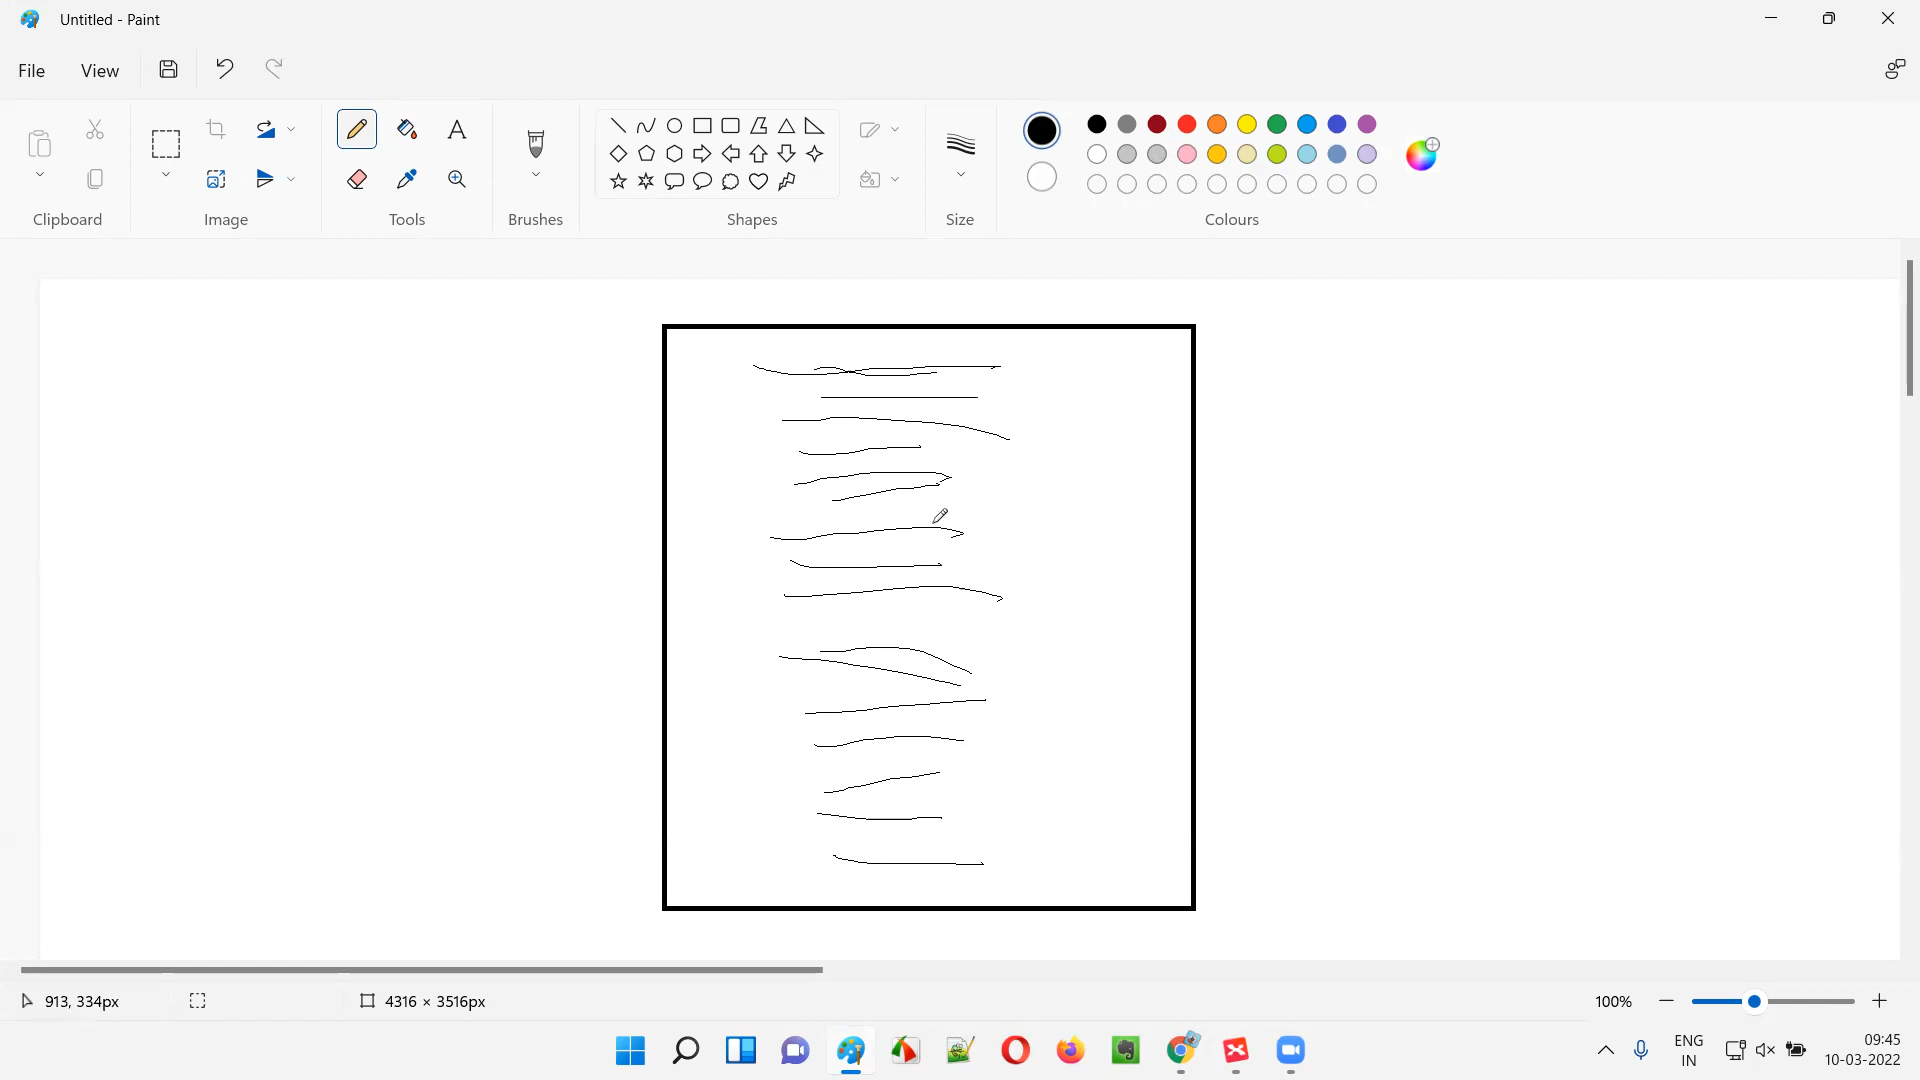 Untitled - Paint
File View
Clipboard
Image
Tools
Brushes
Shapes
Size
Colours
913, 334px
4316 × 3516px
100%
ENG
IN
09:45
10-03-2022